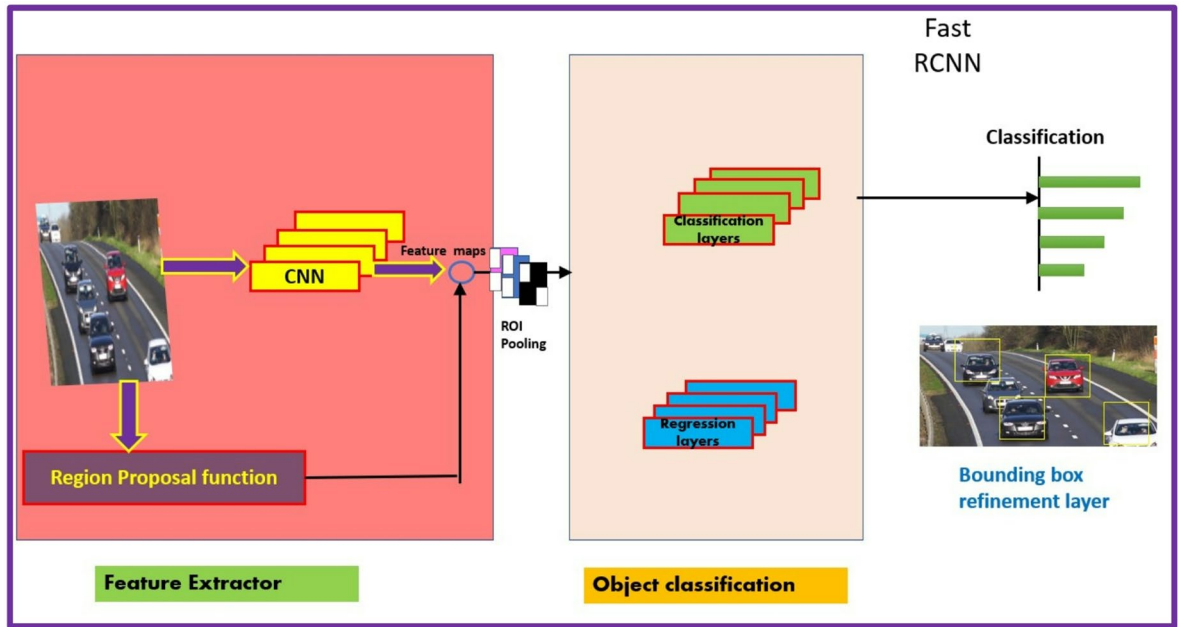 Fast
RCNN
Classification
Classification
layers
Feature maps
CNN
ROI
Pooling
Regression
layers
Region Proposal function
Bounding box
refinement layer
Feature Extractor
Object classification